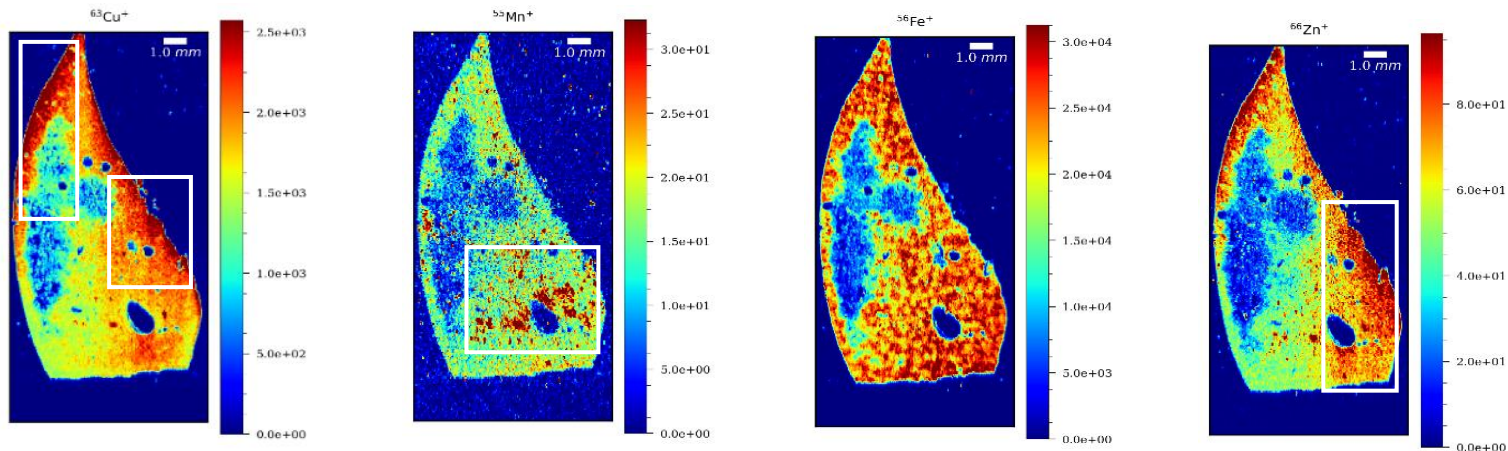 ⁶³Cu⁺
1.0 mm
2.5e+03
2.0e+03
1.5e+03
1.0e+03
5.0e+02
0.0e+00
⁵⁵Mn⁺
1.0 mm
3.0e+01
2.5e+01
2.0e+01
1.5e+01
1.0e+01
5.0e+00
0.0e+00
⁵⁶Fe⁺
1.0 mm
3.0e+04
2.5e+04
2.0e+04
1.5e+04
1.0e+04
5.0e+03
0.0e+00
⁶⁶Zn⁺
1.0 mm
8.0e+01
6.0e+01
4.0e+01
2.0e+01
0.0e+00